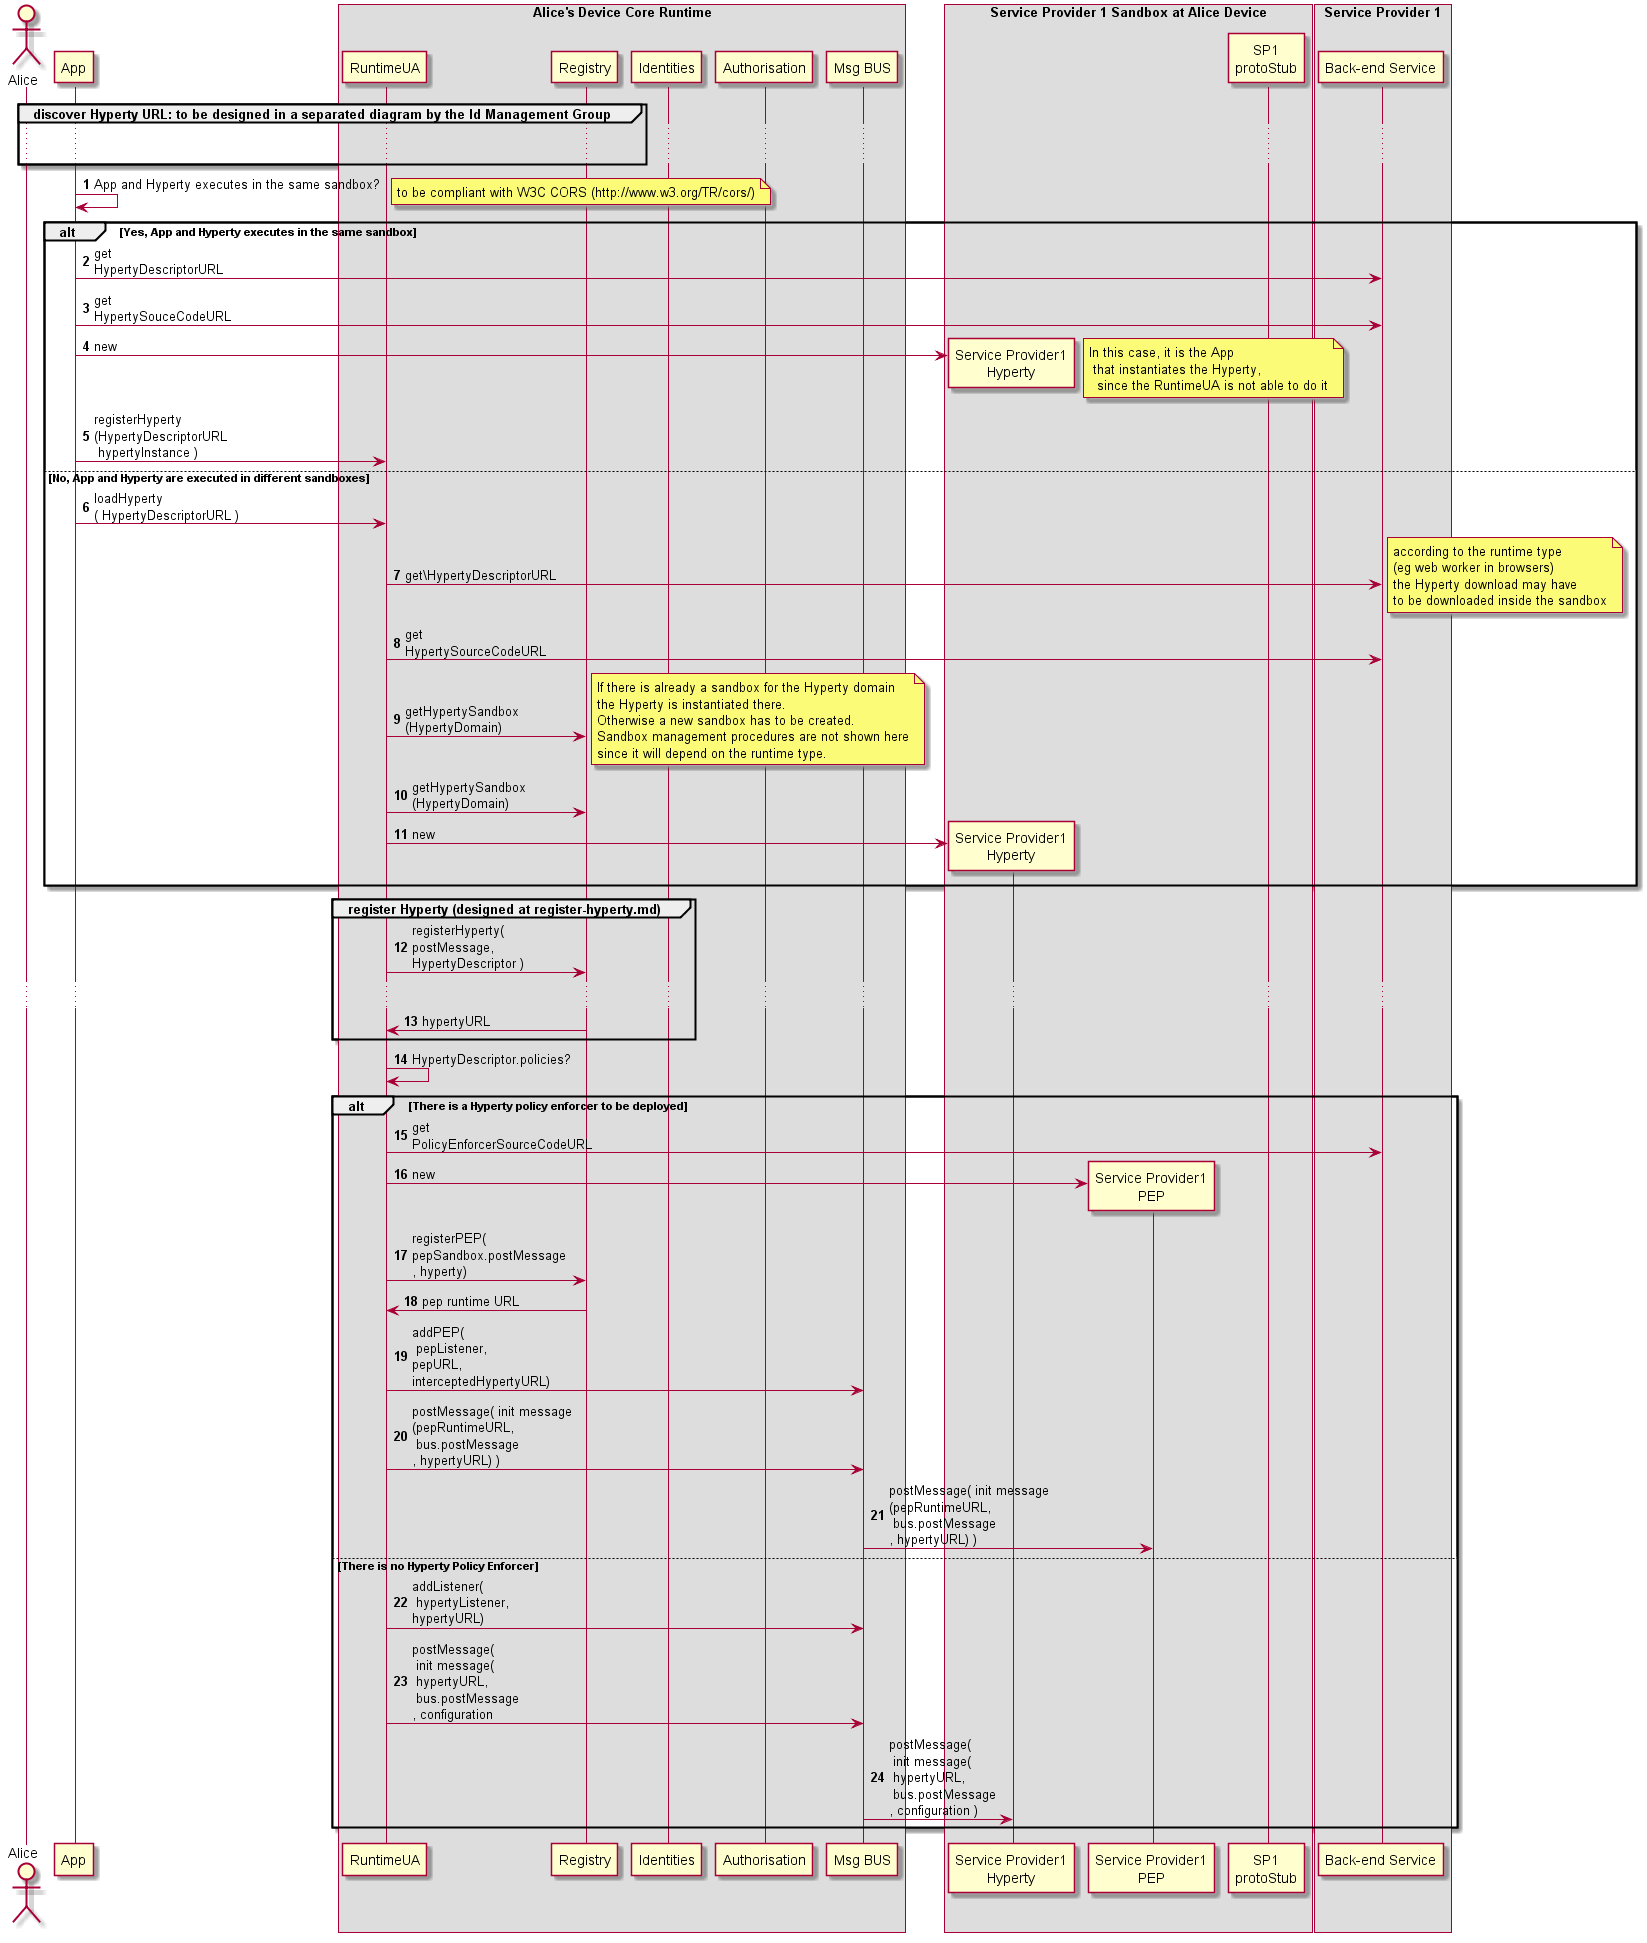 Alice's Device Core Runtime
Service Provider 1 Sandbox at Alice Device
Service Provider 1
Alice
App
RuntimeUA
Registry
Identities
Authorisation
Msg BUS
SP1
protoStub
Back-end Service
discover Hyperty URL: to be designed in a separated diagram by the Id Management Group
1 App and Hyperty executes in the same sandbox?
to be compliant with W3C CORS (http://www.w3.org/TR/cors/)
alt [Yes, App and Hyperty executes in the same sandbox]
2 get
HypertyDescriptorURL
3 get
HypertySouceCodeURL
4 new
Service Provider1
Hyperty
In this case, it is the App
that instantiates the Hyperty,
since the RuntimeUA is not able to do it
5 registerHyperty
(HypertyDescriptorURL
hypertyInstance )
[No, App and Hyperty are executed in different sandboxes]
6 loadHyperty
( HypertyDescriptorURL )
7 get\HypertyDescriptorURL
according to the runtime type
(eg web worker in browsers)
the Hyperty download may have
to be downloaded inside the sandbox
8 get
HypertySourceCodeURL
9 getHypertySandbox
(HypertyDomain)
If there is already a sandbox for the Hyperty domain
the Hyperty is instantiated there.
Otherwise a new sandbox has to be created.
Sandbox management procedures are not shown here
since it will depend on the runtime type.
10 getHypertySandbox
(HypertyDomain)
11 new
Service Provider1
Hyperty
register Hyperty (designed at register-hyperty.md)
12 registerHyperty(
postMessage,
HypertyDescriptor )
13 hypertyURL
14 HypertyDescriptor.policies?
alt [There is a Hyperty policy enforcer to be deployed]
15 get
PolicyEnforcerSourceCodeURL
16 new
Service Provider1
PEP
17 registerPEP(
pepSandbox.postMessage
, hyperty)
18 pep runtime URL
19 addPEP(
pepListener,
pepURL,
interceptedHypertyURL)
20 postMessage( init message
(pepRuntimeURL,
bus.postMessage
, hypertyURL) )
21 postMessage( init message
(pepRuntimeURL,
bus.postMessage
, hypertyURL) )
[There is no Hyperty Policy Enforcer]
22 addListener(
hypertyListener,
hypertyURL)
23 postMessage(
init message(
hypertyURL,
bus.postMessage
, configuration
24 postMessage(
init message(
hypertyURL,
bus.postMessage
, configuration )
Alice
App
RuntimeUA
Registry
Identities
Authorisation
Msg BUS
Service Provider1
Hyperty
Service Provider1
PEP
SP1
protoStub
Back-end Service